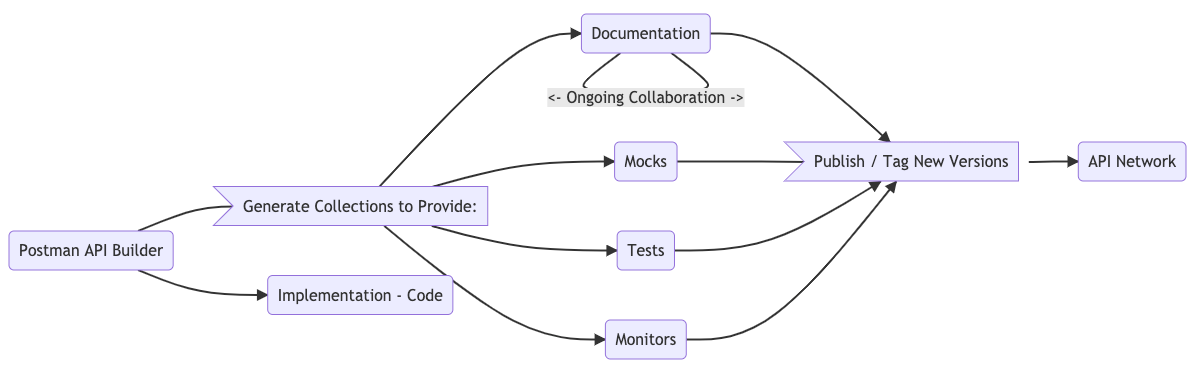 Documentation
<- Ongoing Collaboration ->
Mocks
Publish / Tag New Versions
API Network
Generate Collections to Provide:
Postman API Builder
Tests
Implementation - Code
Monitors